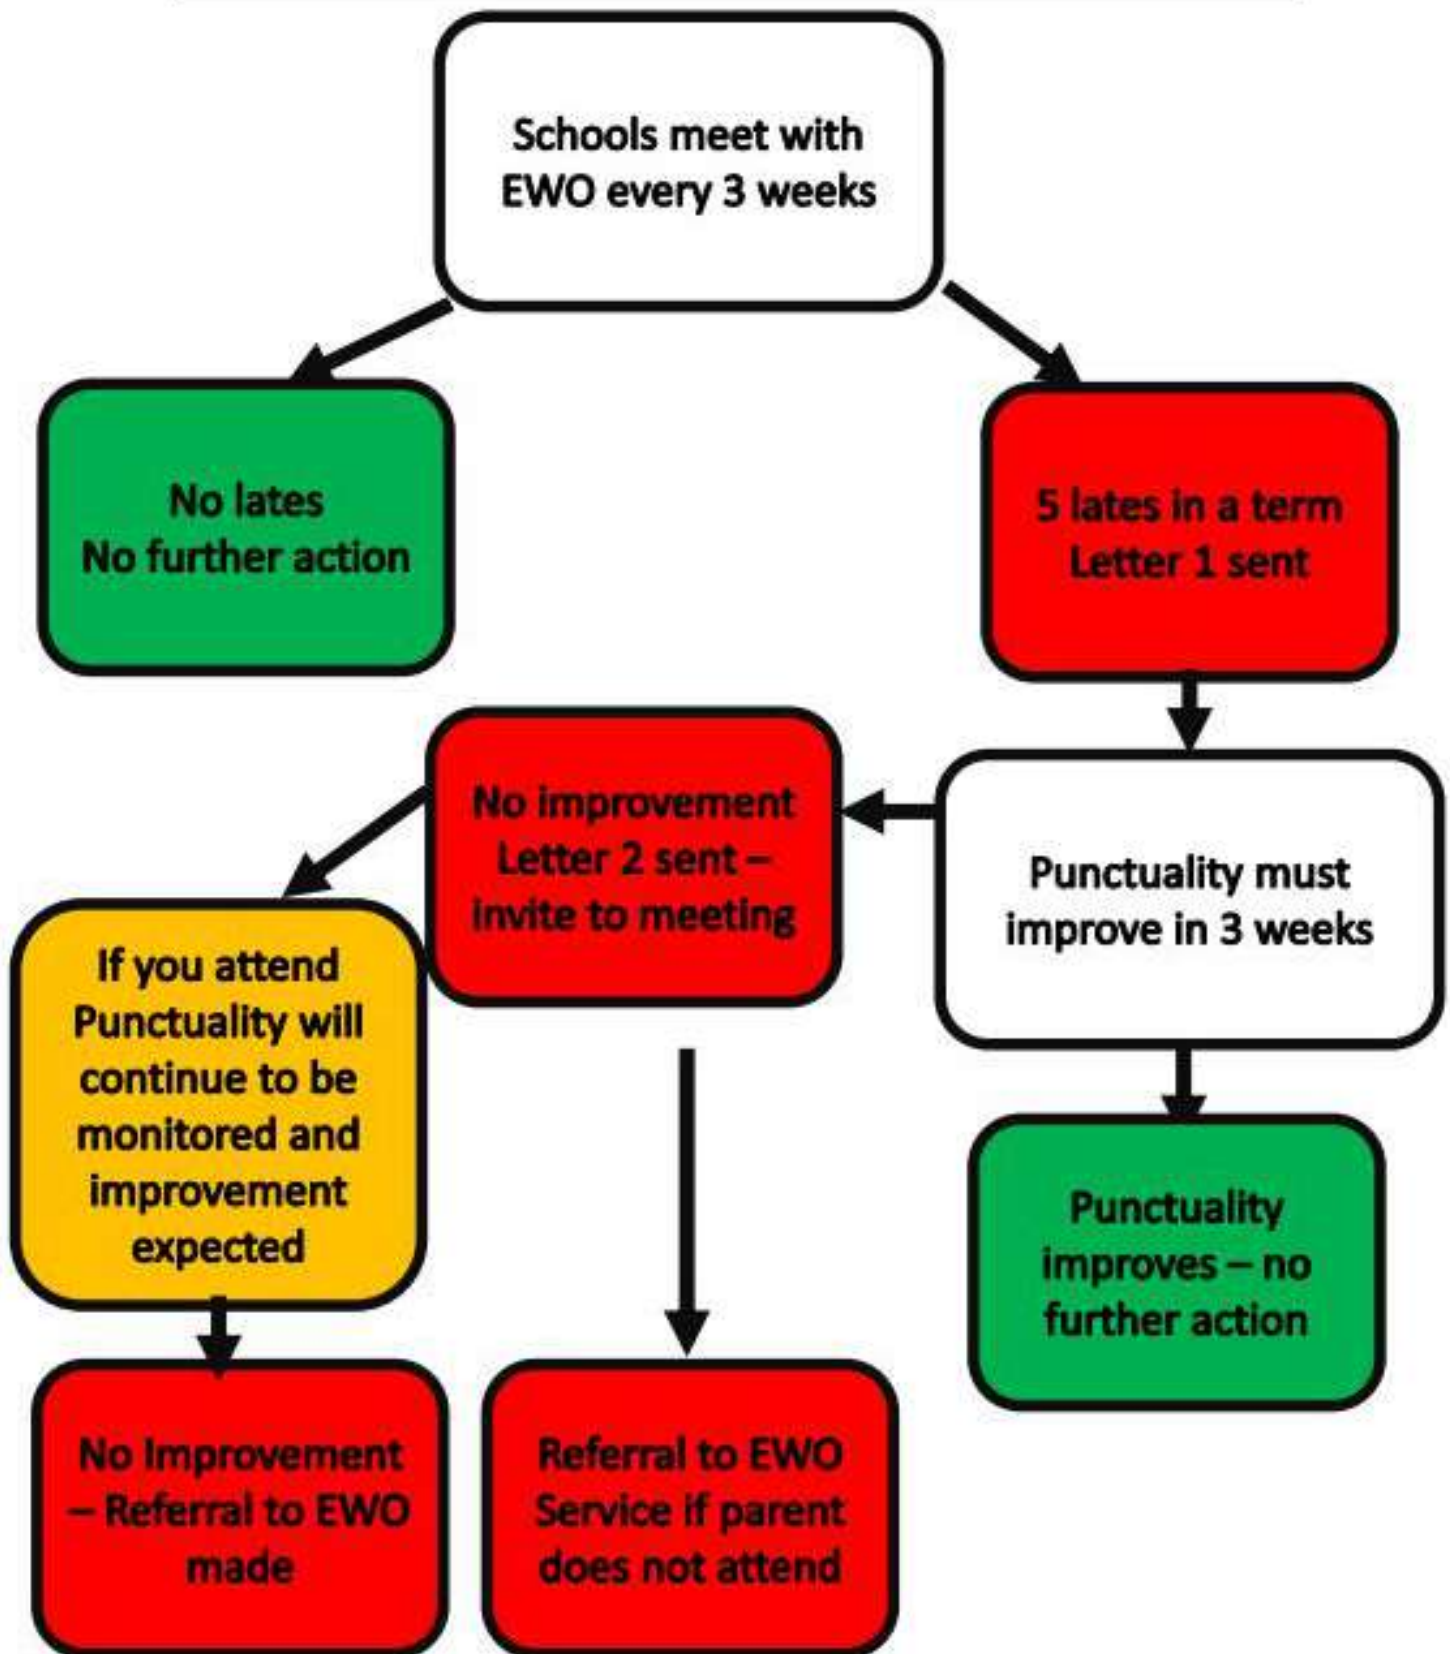 Schools meet with
EWO every 3 weeks
No lates
No further action
5 lates in a term
Letter 1 sent
No improvement
Letter 2 sent –
invite to meeting
Punctuality must
improve in 3 weeks
If you attend
Punctuality will
continue to be
monitored and
improvement
expected
Punctuality
improves – no
further action
No Improvement
– Referral to EWO
made
Referral to EWO
Service if parent
does not attend